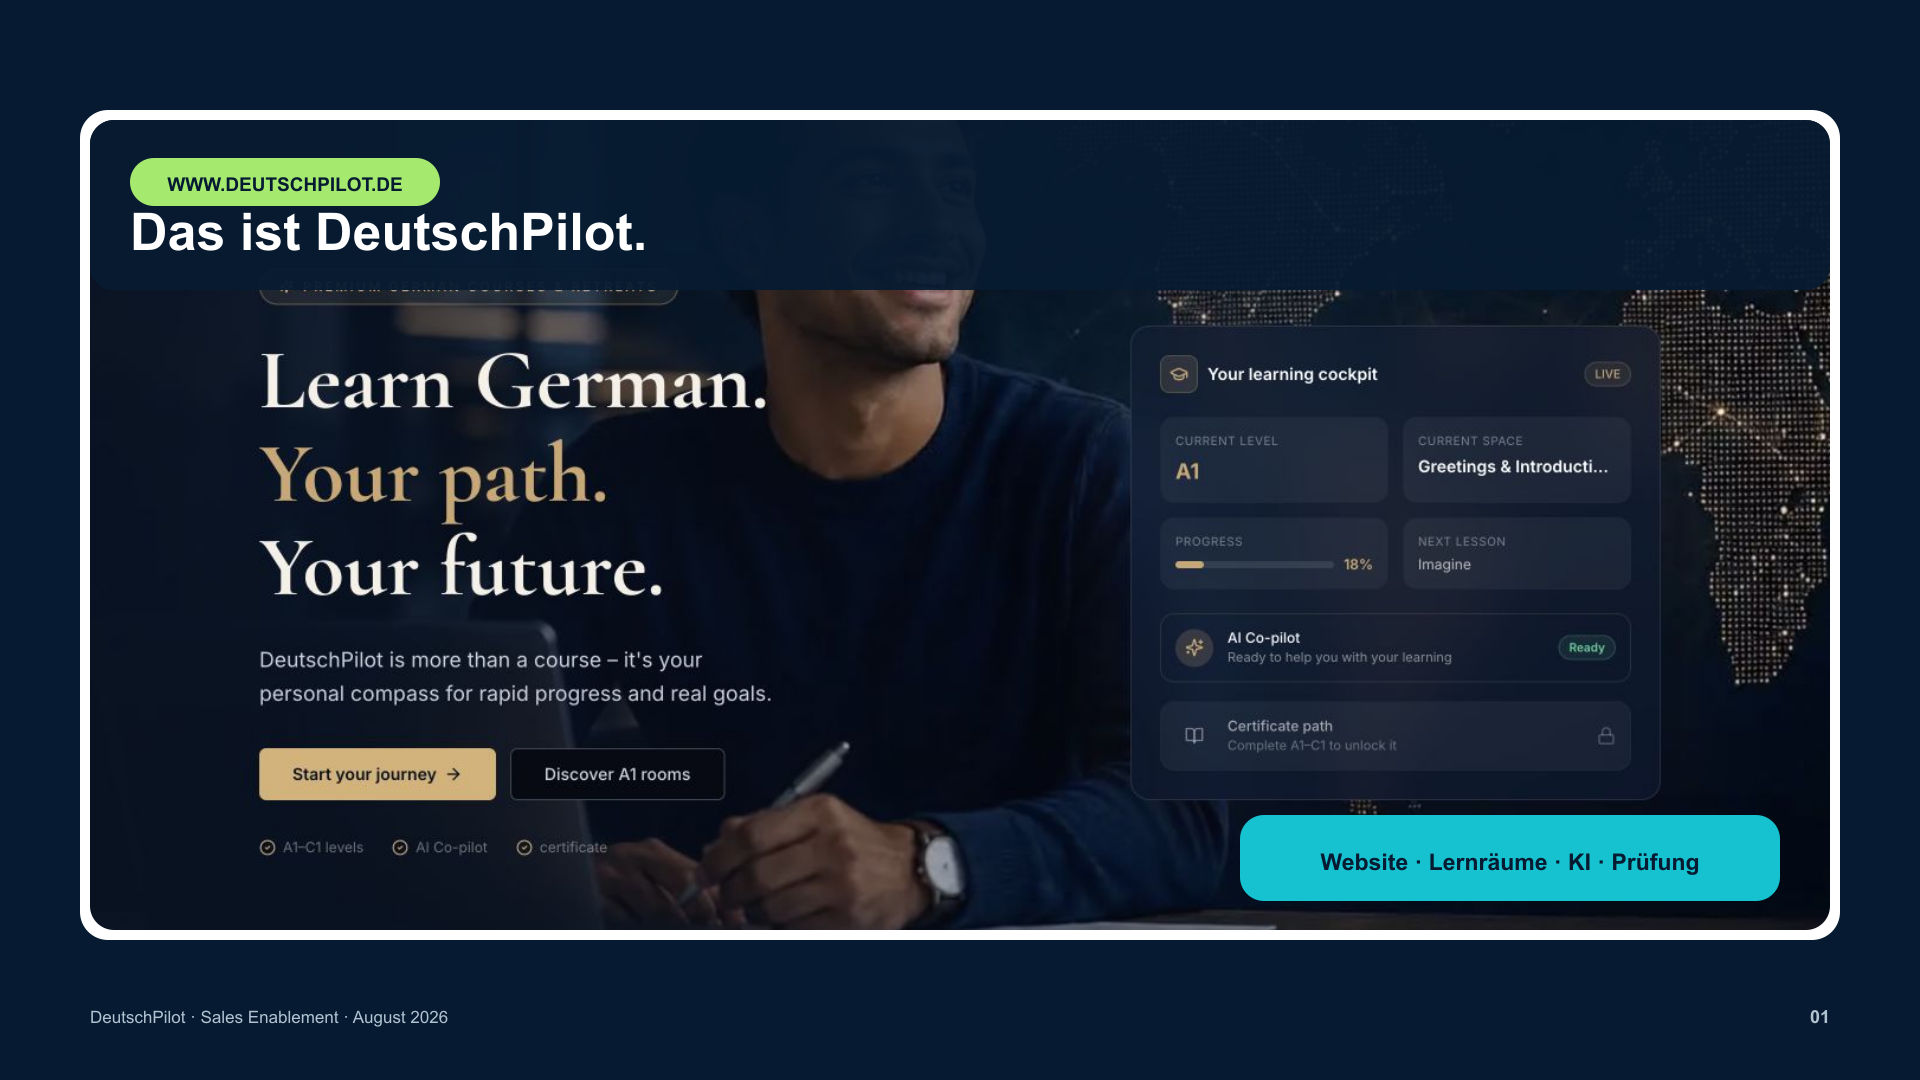 WWW.DEUTSCHPILOT.DE
Das ist DeutschPilot.
Learn German.
Your path.
Your future.
DeutschPilot is more than a course – it's your
personal compass for rapid progress and real goals.
Start your journey →
Discover A1 rooms
A1–C1 levels
AI Co-pilot
certificate
Your learning cockpit
LIVE
CURRENT LEVEL
A1
CURRENT SPACE
Greetings & Introducti...
PROGRESS
18%
NEXT LESSON
Imagine
AI Co-pilot
Ready to help you with your learning
Ready
Certificate path
Complete A1–C1 to unlock it
Website · Lernräume · KI · Prüfung
DeutschPilot · Sales Enablement · August 2026
01